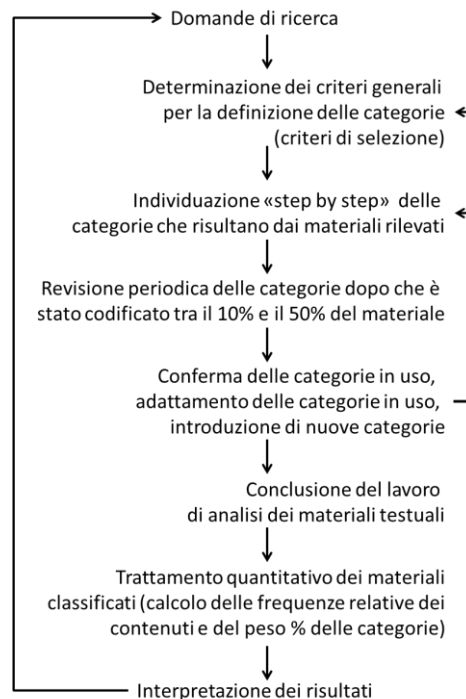 Domande di ricerca
Determinazione dei criteri generali
per la definizione delle categorie
(criteri di selezione)
Individuazione «step by step» delle
categorie che risultano dai materiali rilevati
Revisione periodica delle categorie dopo che è
stato codificato tra il 10% e il 50% del materiale
Conferma delle categorie in uso,
adattamento delle categorie in uso,
introduzione di nuove categorie
Conclusione del lavoro
di analisi dei materiali testuali
Trattamento quantitativo dei materiali
classificati (calcolo delle frequenze relative dei
contenuti e del peso % delle categorie)
Interpretazione dei risultati